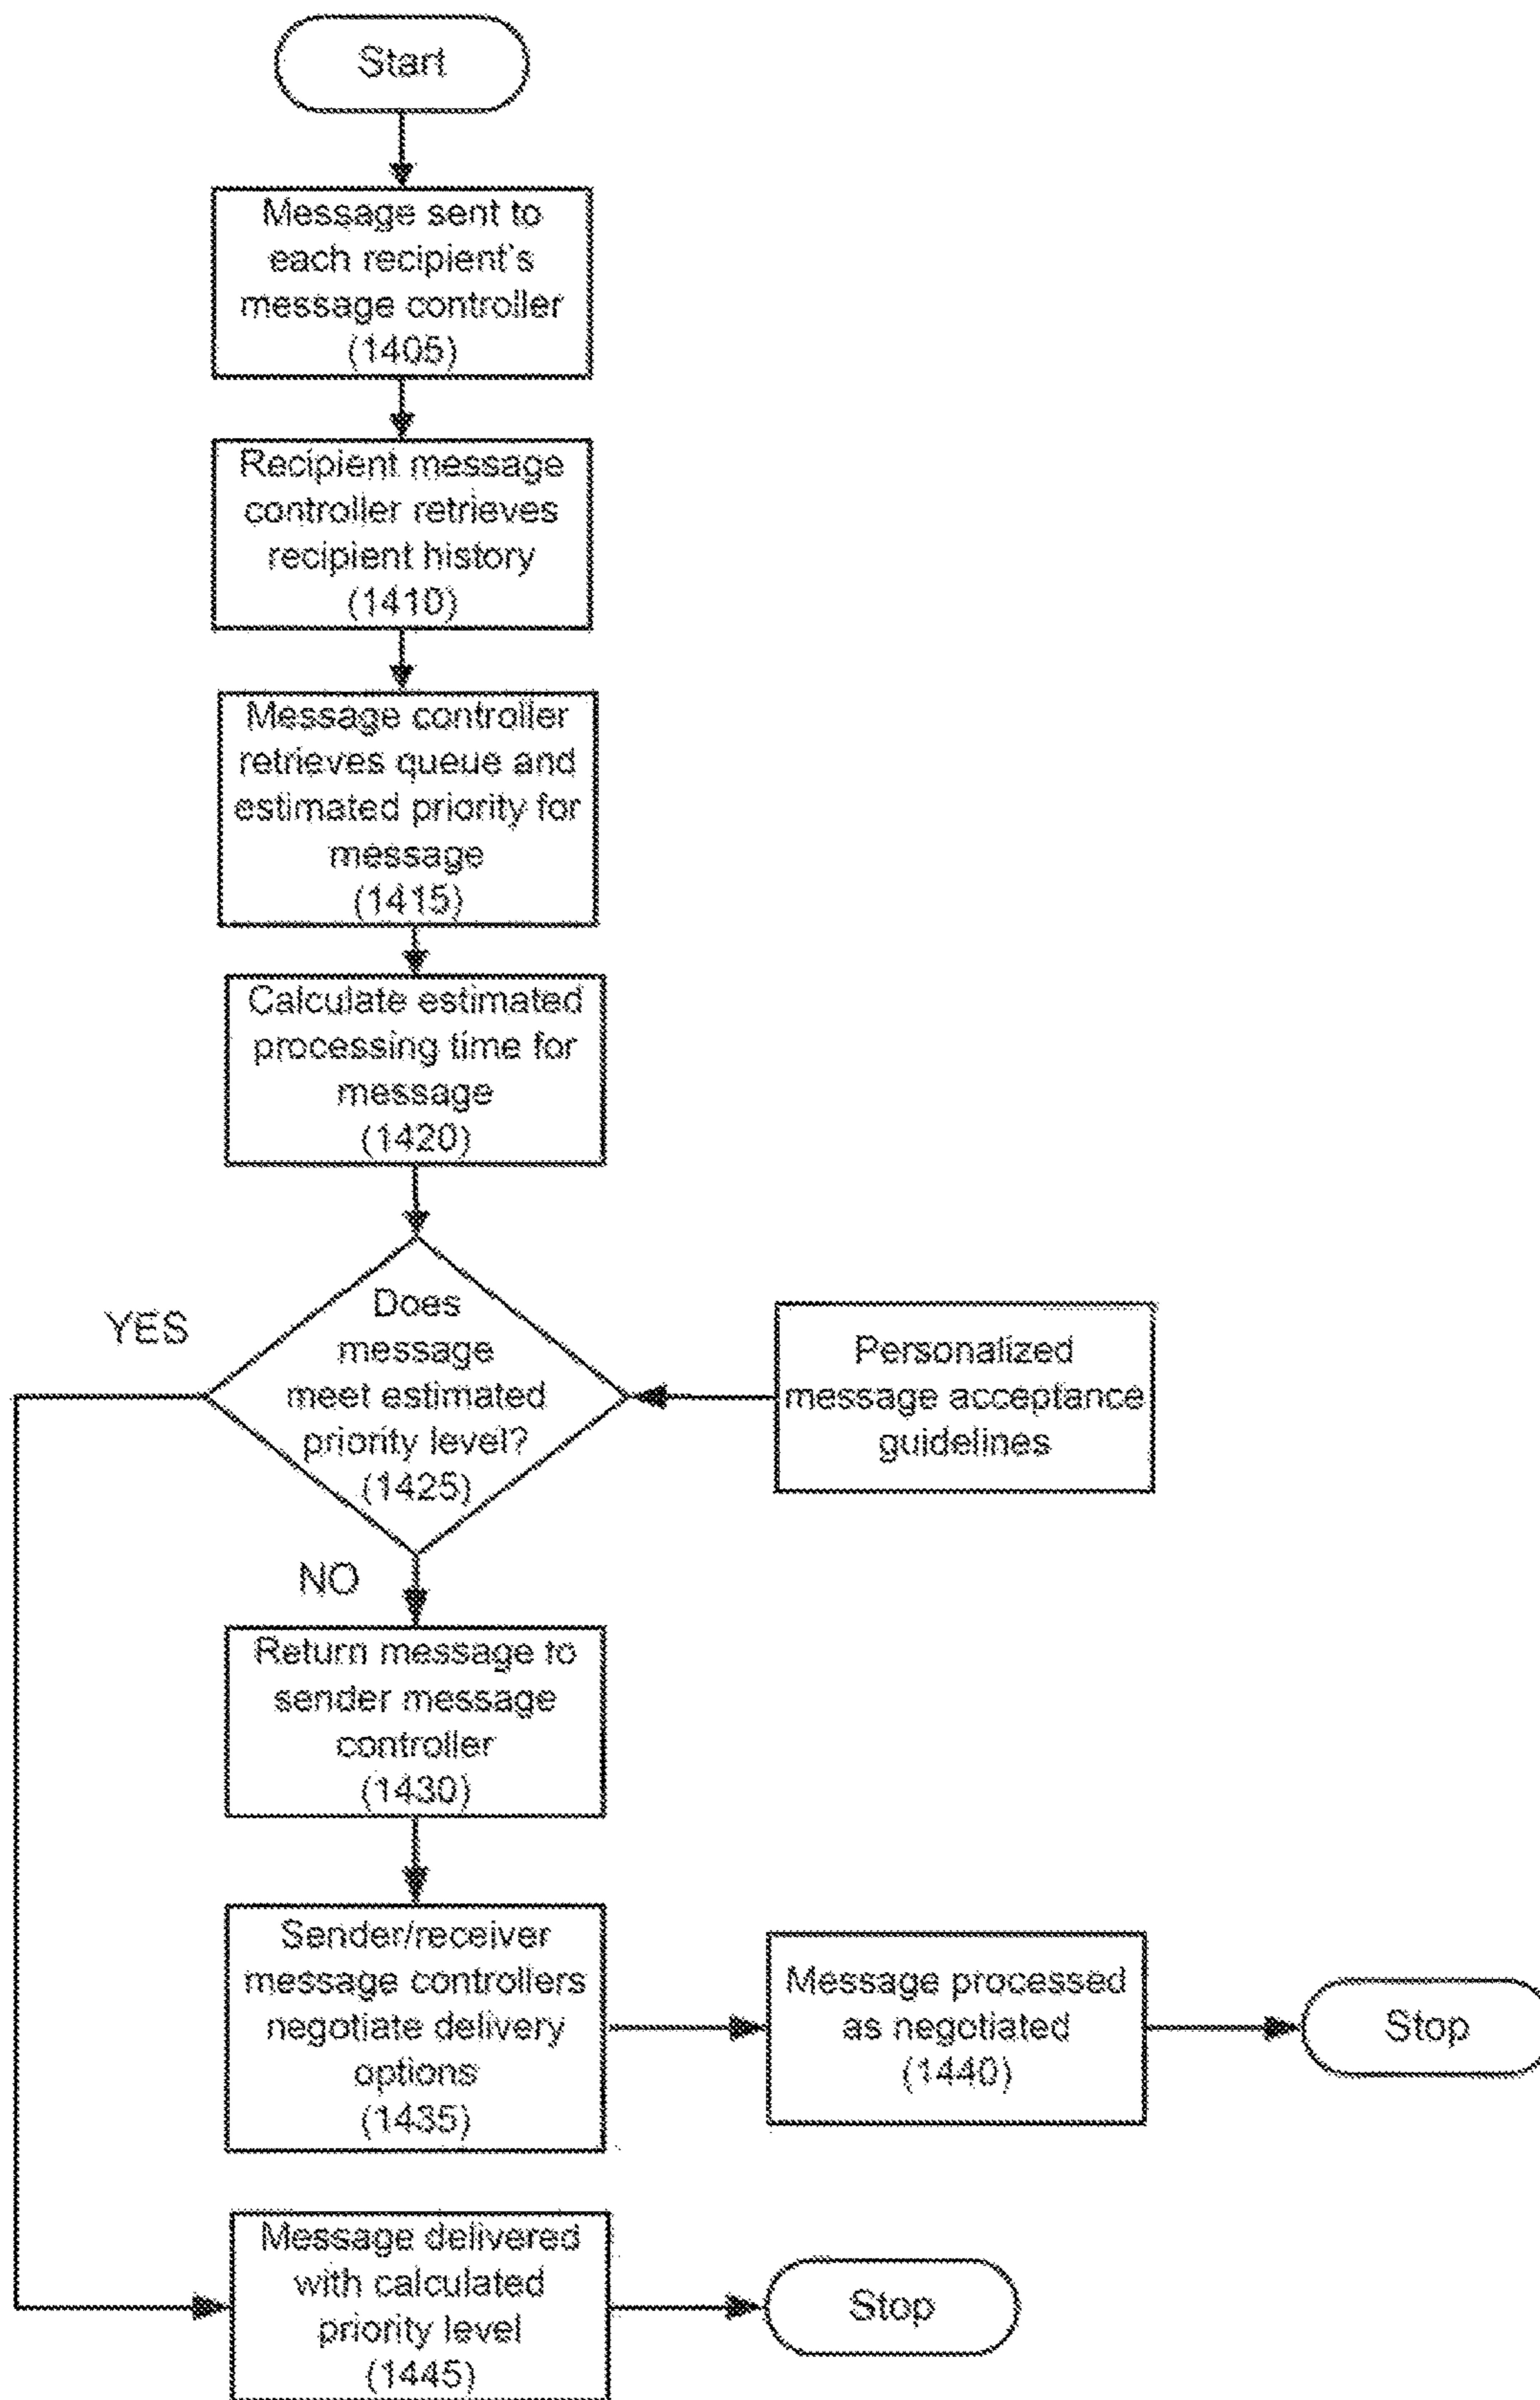 Start
Message sent to
each recipient's
message controller
(1405)
Recipient message
controller retrieves
recipient history
(1410)
Message controller
retrieves queue and
estimated priority for
message
(1415)
Calculate estimated
processing time for
message
(1420)
YES
Does
message
meet estimated
priority level?
(1425)
Personalized
message acceptance
guidelines
NO
Return message to
sender message
controller
(1430)
Sender/receiver
message controllers
negotiate delivery
options
(1435)
Message processed
as negotiated
(1440)
Stop
Message delivered
with calculated
priority level
(1445)
Stop